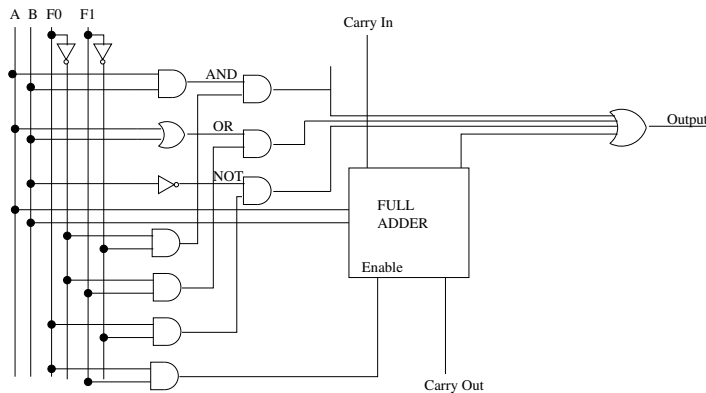 A B F0 F1
Carry In
AND
OR
Output
NOT
FULL
ADDER
Enable
Carry Out